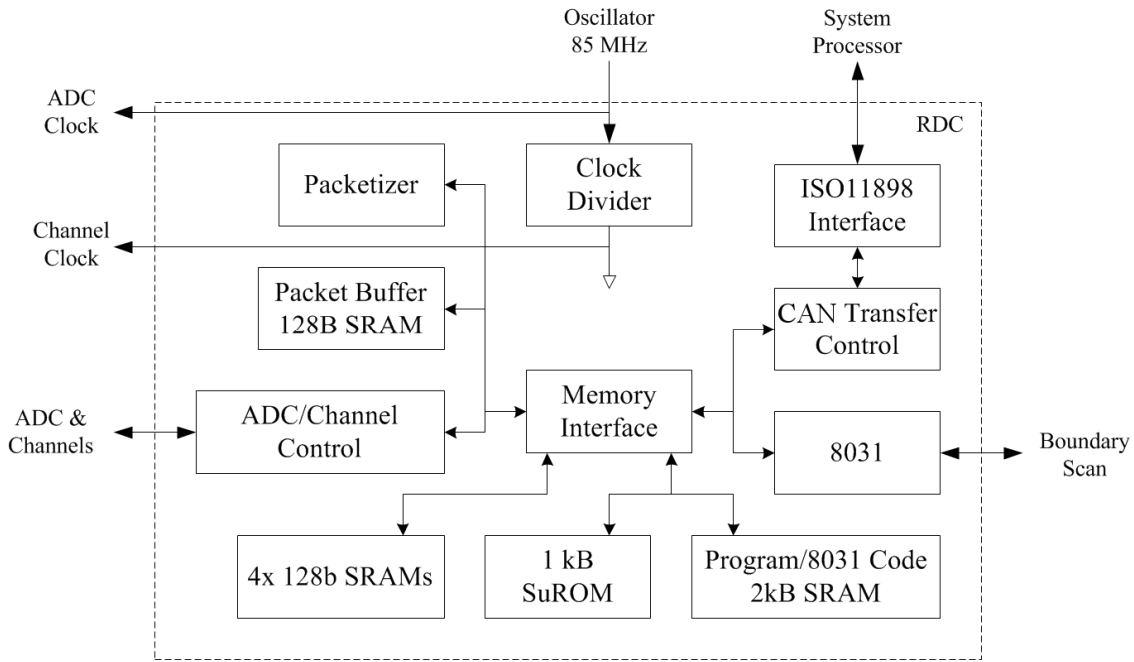 Oscillator
85 MHz
System
Processor
ADC
Clock
RDC
Packetizer
Clock
Divider
ISO11898
Interface
Channel
Clock
Packet Buffer
128B SRAM
CAN Transfer
Control
ADC &
Channels
ADC/Channel
Control
Memory
Interface
8031
Boundary
Scan
4x 128b SRAMs
1 kB
SuROM
Program/8031 Code
2kB SRAM